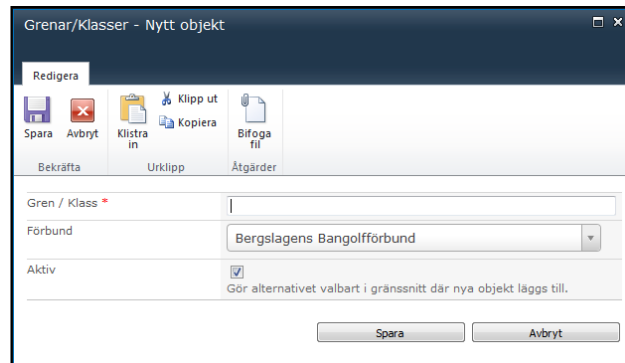 Grenar/Klasser - Nytt objekt
Redigera
Spara
Avbryt
Klistra in
Klipp ut
Kopiera
Bifoga fil
Bekräfta
Urklipp
Åtgärder
Gren / Klass *
Förbund
Bergslagens Bangolfförbund
Aktiv
Gör alternativet valbart i gränssnitt där nya objekt läggs till.
Spara
Avbryt